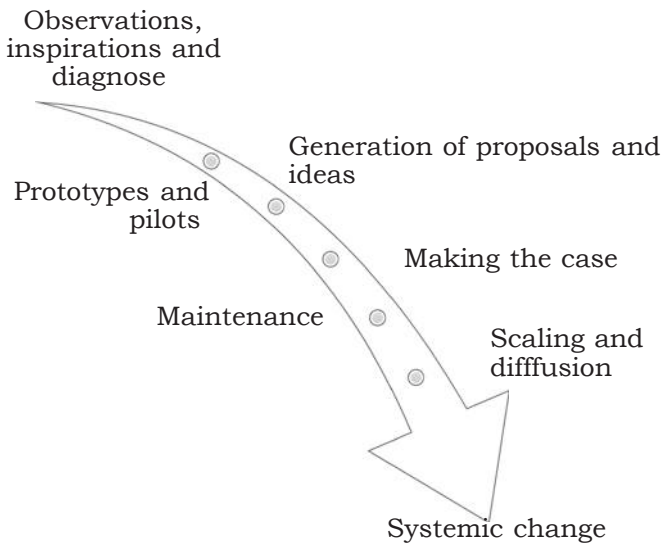 Observations,
inspirations and
diagnose
Generation of proposals and
ideas
Prototypes and
pilots
Making the case
Maintenance
Scaling and
difffusion
Systemic change